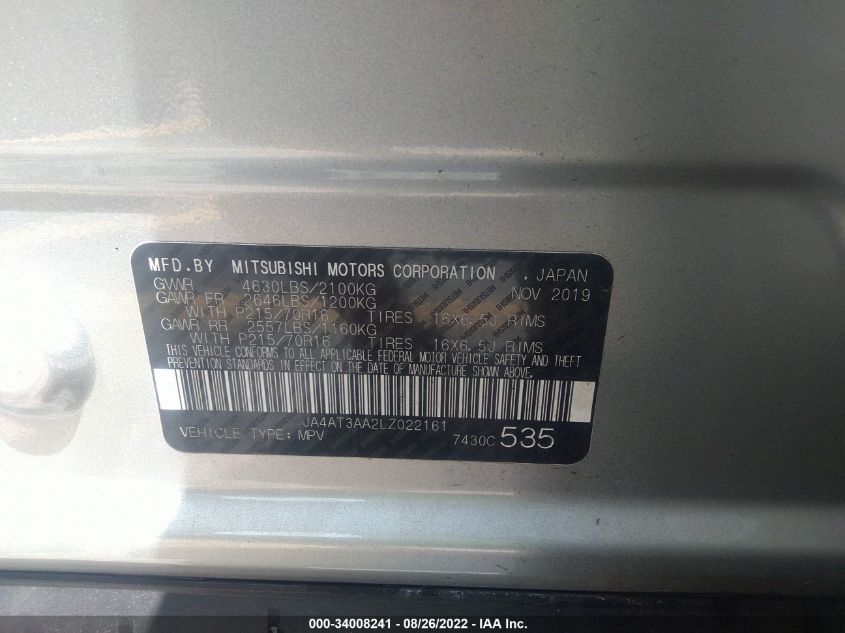 MFD.BY MITSUBISHI MOTORS CORPORATION . JAPAN
GVWR 4630LBS/2100KG NOV 2019
GAWR FR 2646LBS/1200KG
WITH P215/70R16 TIRES 16X6.5J RIMS
GAWR RR 2557LBS/1160KG
WITH P215/70R16 TIRES 16X6.5J RIMS
THIS VEHICLE CONFORMS TO ALL APPLICABLE FEDERAL MOTOR VEHICLE SAFETY AND THEFT
PREVENTION STANDARDS IN EFFECT ON THE DATE OF MANUFACTURE SHOWN ABOVE.
JA4AT3AA2LZ022161
VEHICLE TYPE: MPV 7430C 535
000-34008241 - 08/26/2022 - IAA Inc.